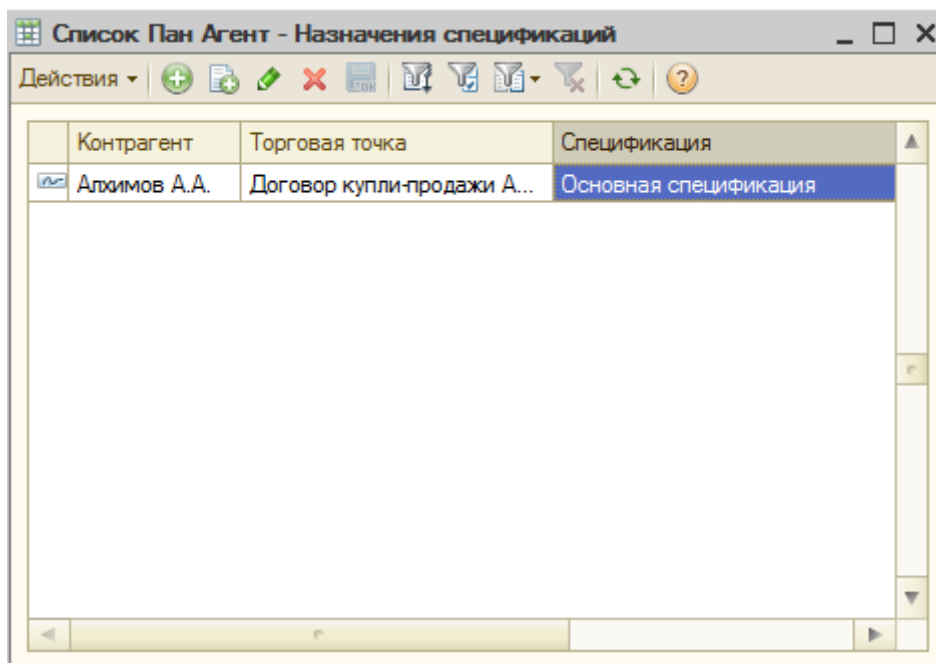 Список Пан Агент - Назначения спецификаций
Действия
Контрагент Торговая точка Спецификация
Алхимов А.А. Договор купли-продажи А... Основная спецификация